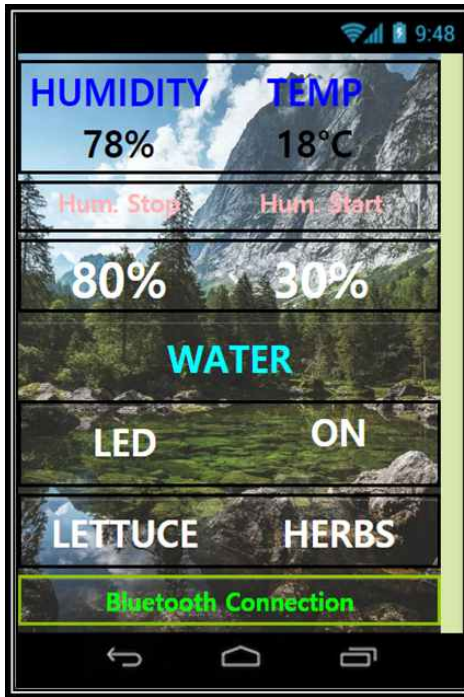 9:48
HUMIDITY TEMP
78% 18°C
Hum. Stop Hum. Start
80% 30%
WATER
LED ON
LETTUCE HERBS
Bluetooth Connection